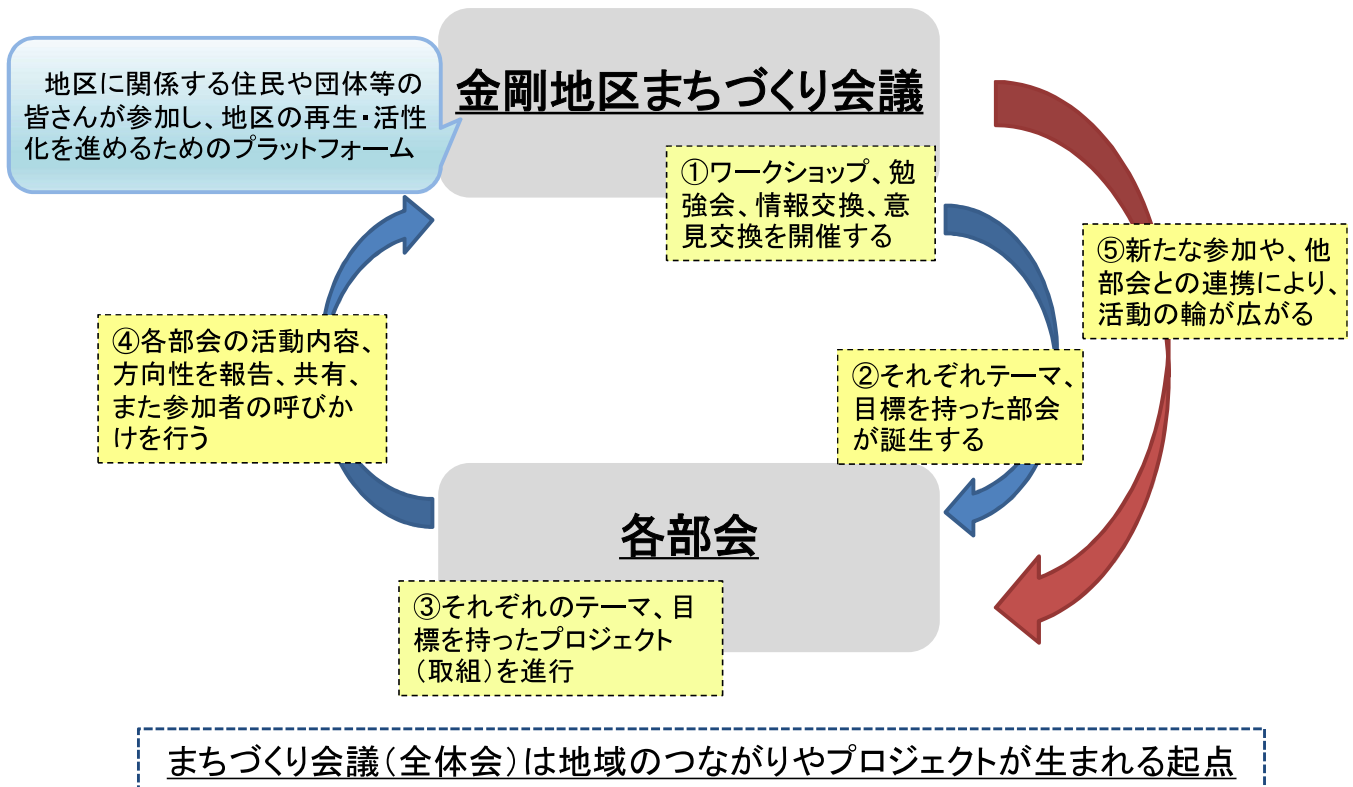 金剛地区まちづくり会議
地区に関係する住民や団体等の
皆さんが参加し、地区の再生・活性
化を進めるためのプラットフォーム
①ワークショップ、勉
強会、情報交換、意
見交換を開催する
②それぞれテーマ、
目標を持った部会
が誕生する
各部会
③それぞれのテーマ、目
標を持ったプロジェクト
（取組）を進行
④各部会の活動内容、
方向性を報告、共有、
また参加者の呼びか
けを行う
⑤新たな参加や、他
部会との連携により、
活動の輪が広がる
まちづくり会議（全体会）は地域のつながりやプロジェクトが生まれる起点